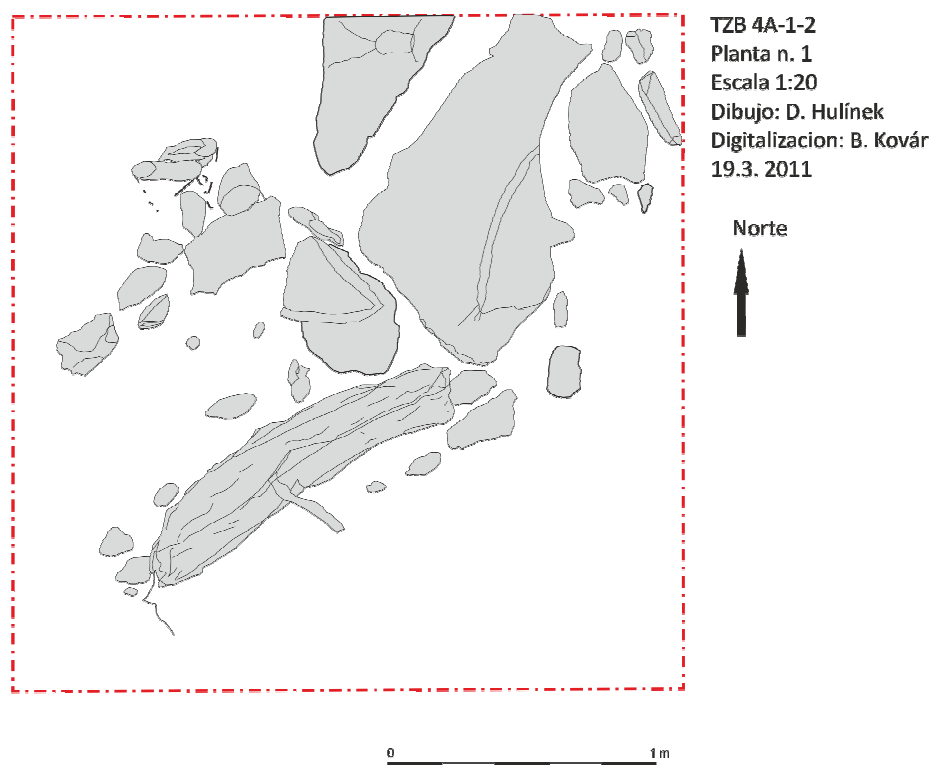 TZB 4A-1-2
Planta n. 1
Escala 1:20
Dibujo: D. Hulínek
Digitalizacion: B. Kovár
19.3. 2011
Norte
0 1 m